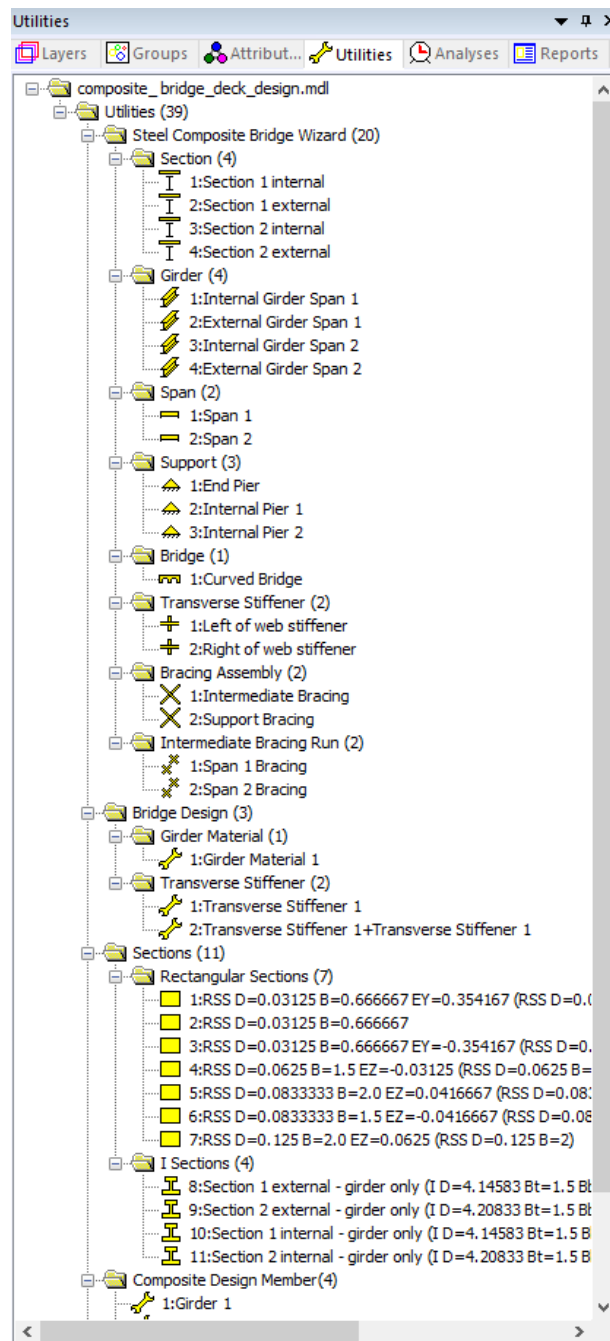 Utilities
Layers Groups Attribut... Utilities Analyses Reports
composite_ bridge_deck_design.mdl
Utilities (39)
Steel Composite Bridge Wizard (20)
Section (4)
1:Section 1 internal
2:Section 1 external
3:Section 2 internal
4:Section 2 external
Girder (4)
1:Internal Girder Span 1
2:External Girder Span 1
3:Internal Girder Span 2
4:External Girder Span 2
Span (2)
1:Span 1
2:Span 2
Support (3)
1:End Pier
2:Internal Pier 1
3:Internal Pier 2
Bridge (1)
1:Curved Bridge
Transverse Stiffener (2)
1:Left of web stiffener
2:Right of web stiffener
Bracing Assembly (2)
1:Intermediate Bracing
2:Support Bracing
Intermediate Bracing Run (2)
1:Span 1 Bracing
2:Span 2 Bracing
Bridge Design (3)
Girder Material (1)
1:Girder Material 1
Transverse Stiffener (2)
1:Transverse Stiffener 1
2:Transverse Stiffener 1+Transverse Stiffener 1
Sections (11)
Rectangular Sections (7)
1:RSS D=0.03125 B=0.666667 EY=0.354167 (RSS D=0.0
2:RSS D=0.03125 B=0.666667
3:RSS D=0.03125 B=0.666667 EY=-0.354167 (RSS D=0.
4:RSS D=0.0625 B=1.5 EZ=-0.03125 (RSS D=0.0625 B=
5:RSS D=0.0833333 B=2.0 EZ=0.0416667 (RSS D=0.083
6:RSS D=0.0833333 B=1.5 EZ=-0.0416667 (RSS D=0.08
7:RSS D=0.125 B=2.0 EZ=0.0625 (RSS D=0.125 B=2)
I Sections (4)
8:Section 1 external - girder only (I D=4.14583 Bt=1.5 Bb
9:Section 2 external - girder only (I D=4.20833 Bt=1.5 Bb
10:Section 1 internal - girder only (I D=4.14583 Bt=1.5 B
11:Section 2 internal - girder only (I D=4.20833 Bt=1.5 B
Composite Design Member(4)
1:Girder 1